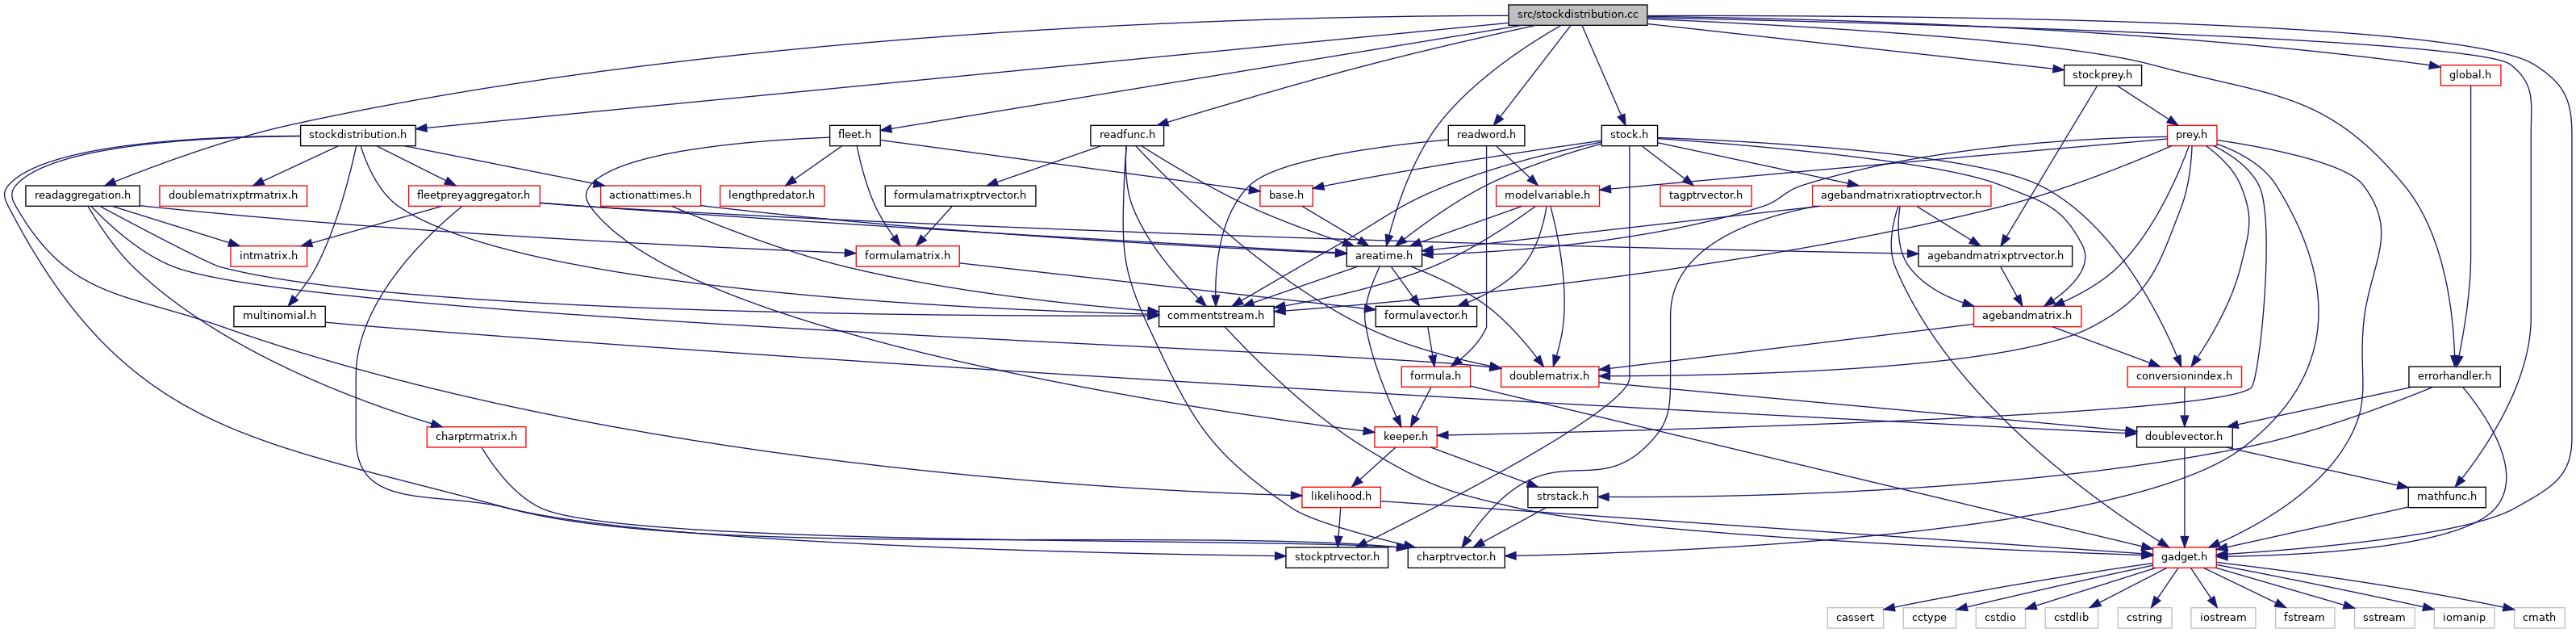 src/stockdistribution.cc
stockprey.h
global.h
stockdistribution.h
fleet.h
readfunc.h
readword.h
stock.h
prey.h
readaggregation.h
doublematrixptrmatrix.h
fleetpreyaggregator.h
actionattimes.h
lengthpredator.h
formulamatrixptrvector.h
base.h
modelvariable.h
tagptrvector.h
agebandmatrixratioptrvector.h
intmatrix.h
formulamatrix.h
areatime.h
agebandmatrixptrvector.h
multinomial.h
commentstream.h
formulavector.h
agebandmatrix.h
formula.h
doublematrix.h
conversionindex.h
errorhandler.h
charptrmatrix.h
keeper.h
doublevector.h
likelihood.h
strstack.h
mathfunc.h
stockptrvector.h
charptrvector.h
gadget.h
cassert
cctype
cstdio
cstdlib
cstring
iostream
fstream
sstream
iomanip
cmath